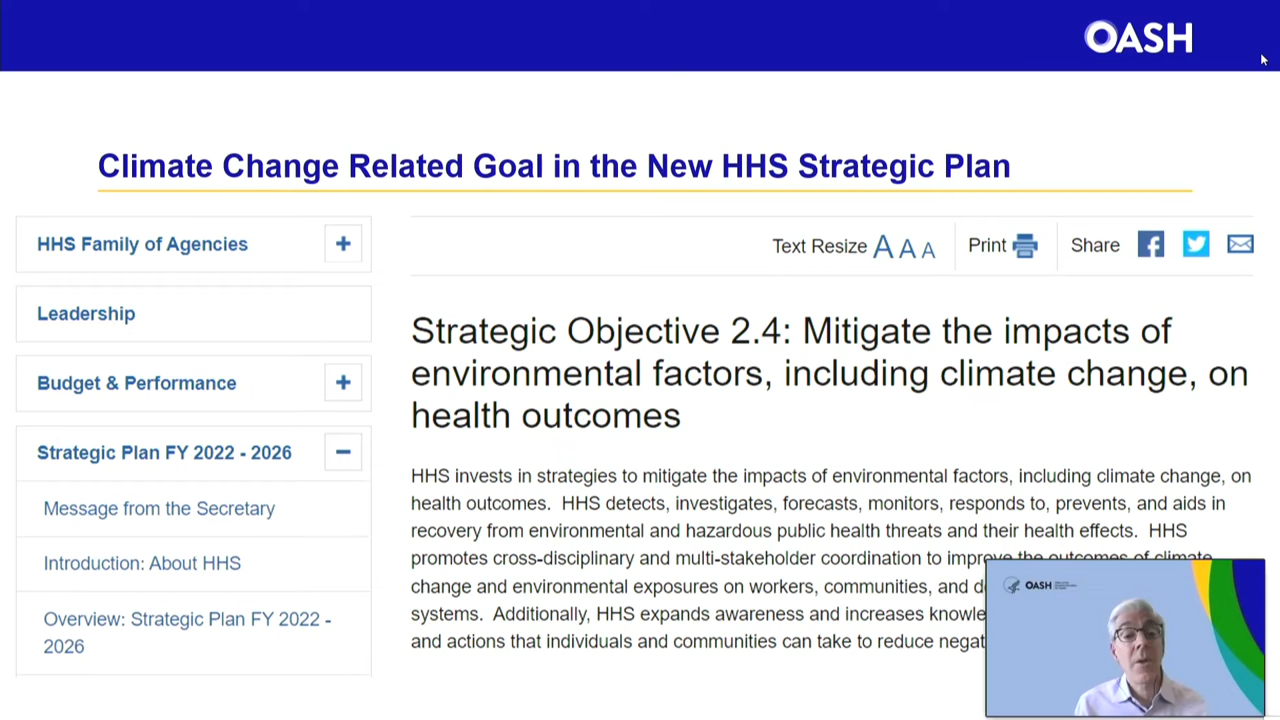 OASH
Climate Change Related Goal in the New HHS Strategic Plan
HHS Family of Agencies
Leadership
Budget & Performance
Strategic Plan FY 2022 - 2026
Message from the Secretary
Introduction: About HHS
Overview: Strategic Plan FY 2022 -
2026
Text Resize A A A Print Share
Strategic Objective 2.4: Mitigate the impacts of
environmental factors, including climate change, on
health outcomes
HHS invests in strategies to mitigate the impacts of environmental factors, including climate change, on
health outcomes.  HHS detects, investigates, forecasts, monitors, responds to, prevents, and aids in
recovery from environmental and hazardous public health threats and their health effects.  HHS
promotes cross-disciplinary and multi-stakeholder coordination to improve the outcomes of climate
change and environmental exposures on workers, communities, and
systems.  Additionally, HHS expands awareness and increases
and actions that individuals and communities can take to reduce
OASH